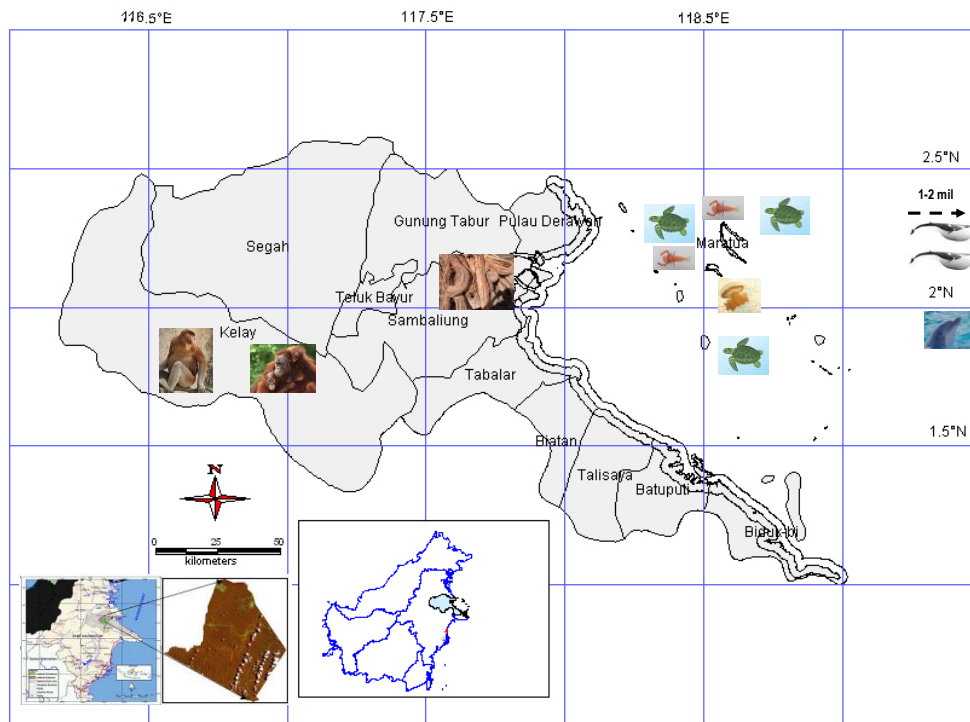 116.5°E
117.5°E
118.5°E
2.5°N
1-2 mil
Gunung Tabur
Pulau Derawan
Segah
Maratua
Teluk Bayur
2°N
Sambaliung
Kelay
Tabalar
1.5°N
Biatan
Talisaya
Batuputi
Biduk-bi
N
0
25
50
kilometers